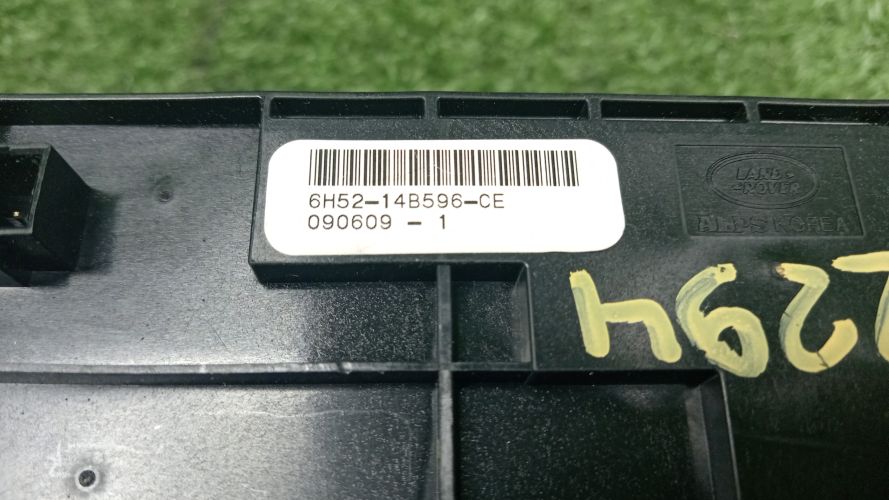 6H52-14B596-CE
090609 - 1
LAND-
-ROVER
ALPS KOREA